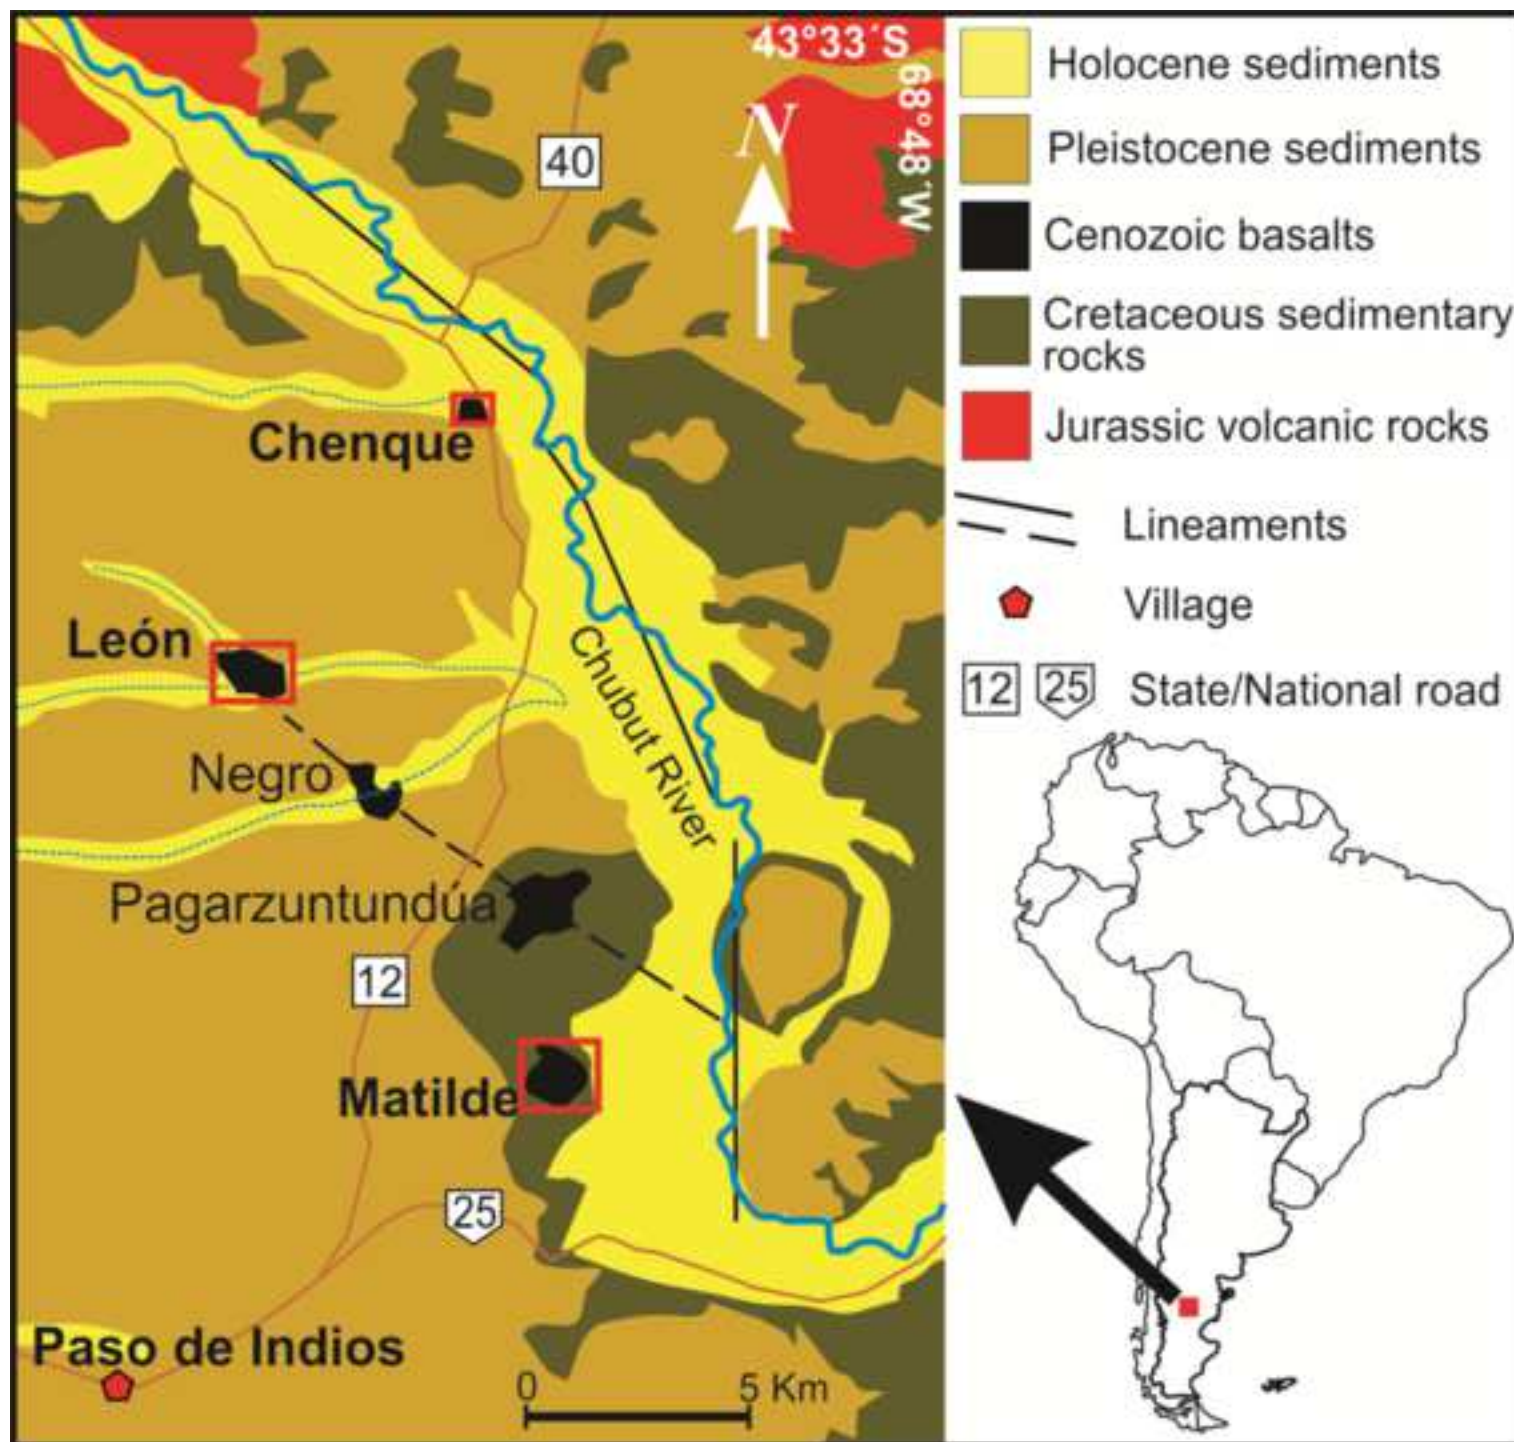 43°33´S
68°48´W
N
40
Chenque
León
Negro
Chubut River
Pagarzuntundúa
12
Matilde
25
Paso de Indios
0 5 Km
Holocene sediments
Pleistocene sediments
Cenozoic basalts
Cretaceous sedimentary
rocks
Jurassic volcanic rocks
Lineaments
Village
12 25 State/National road